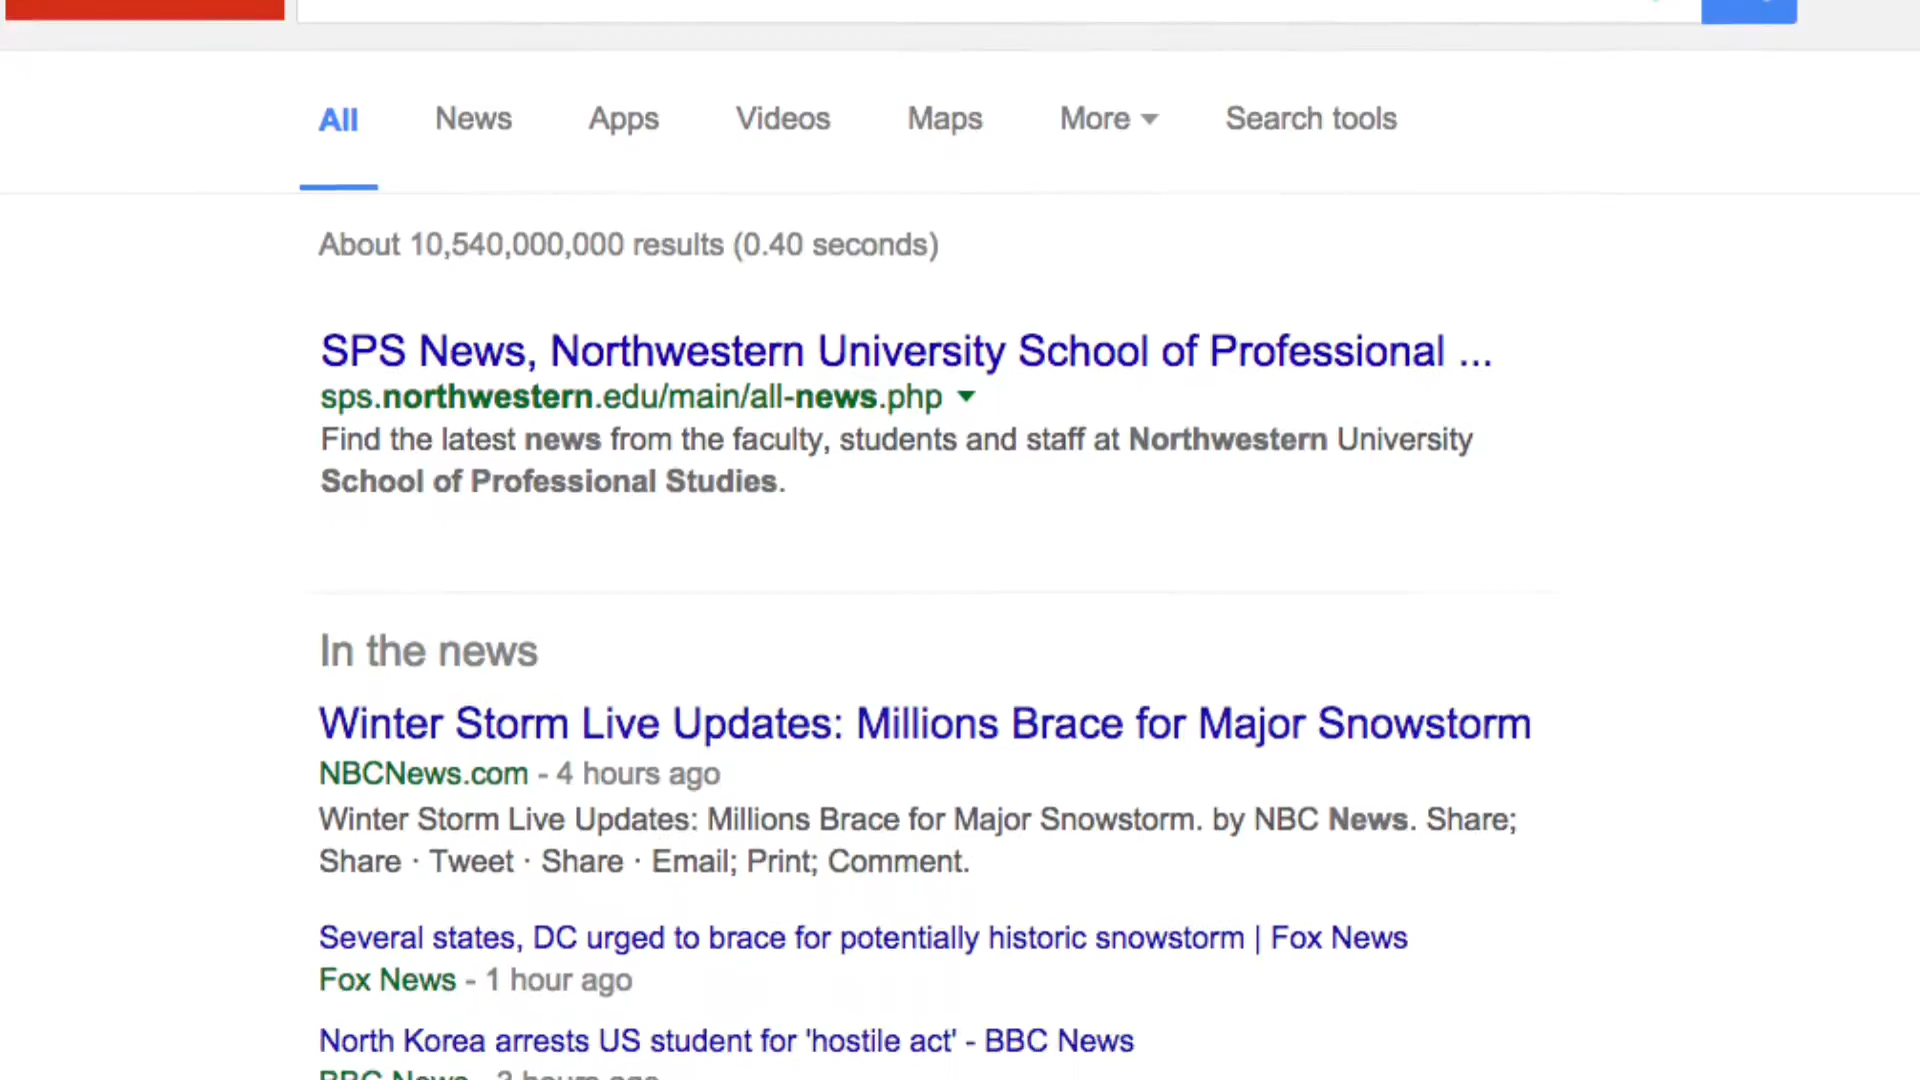 All News Apps Videos Maps More Search tools
About 10,540,000,000 results (0.40 seconds)
SPS News, Northwestern University School of Professional ...
sps.northwestern.edu/main/all-news.php
Find the latest news from the faculty, students and staff at Northwestern University
School of Professional Studies.
In the news
Winter Storm Live Updates: Millions Brace for Major Snowstorm
NBCNews.com - 4 hours ago
Winter Storm Live Updates: Millions Brace for Major Snowstorm. by NBC News. Share;
Share · Tweet · Share · Email; Print; Comment.
Several states, DC urged to brace for potentially historic snowstorm | Fox News
Fox News - 1 hour ago
North Korea arrests US student for 'hostile act' - BBC News
BBC News - 3 hours ago